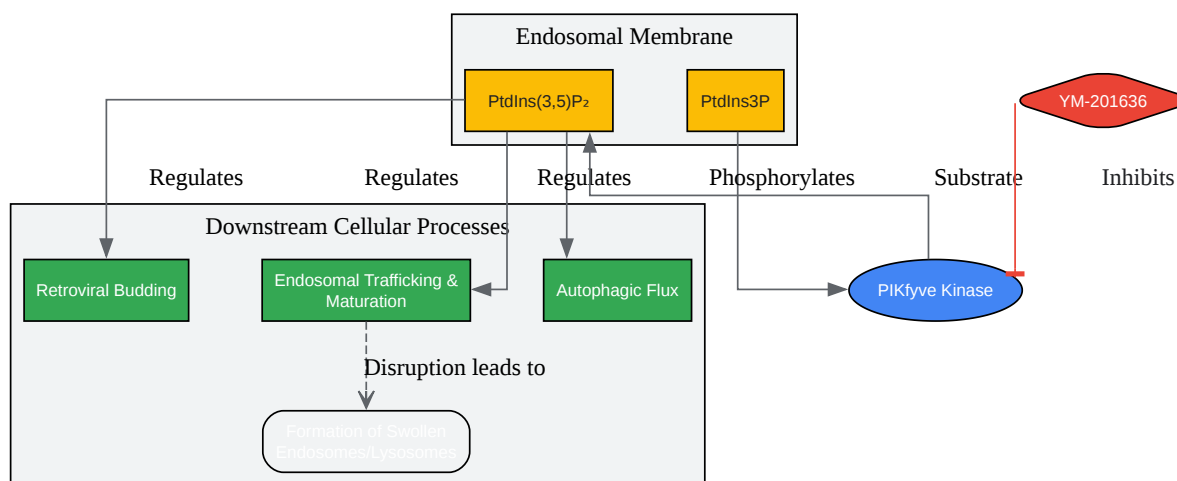 Endosomal Membrane
PtdIns(3,5)P₂
PtdIns3P
YM-201636
Regulates
Regulates
Regulates
Phosphorylates
Substrate
Inhibits
Downstream Cellular Processes
Retroviral Budding
Endosomal Trafficking &
Maturation
Autophagic Flux
PIKfyve Kinase
Disruption leads to
Formation of Swollen
Endosomes/Lysosomes